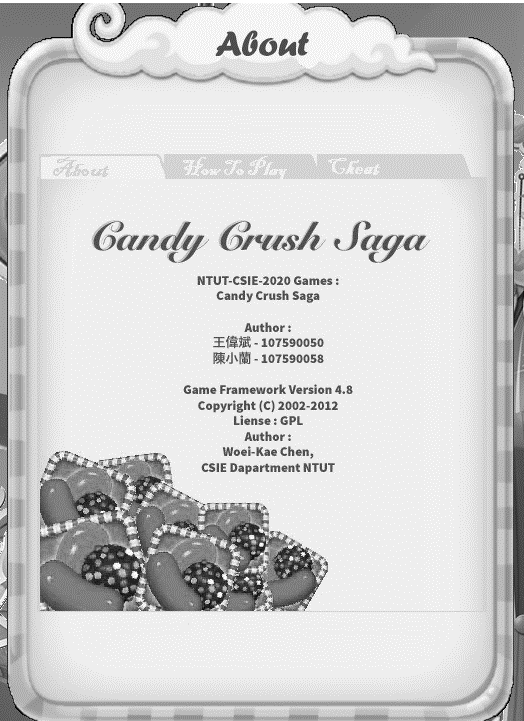 About
About
How To Play
Cheat
Candy Crush Saga
NTUT-CSIE-2020 Games :
Candy Crush Saga
Author :
王偉斌 - 107590050
陳小蘭 - 107590058
Game Framework Version 4.8
Copyright (C) 2002-2012
Liense : GPL
Author :
Woei-Kae Chen,
CSIE Dapartment NTUT